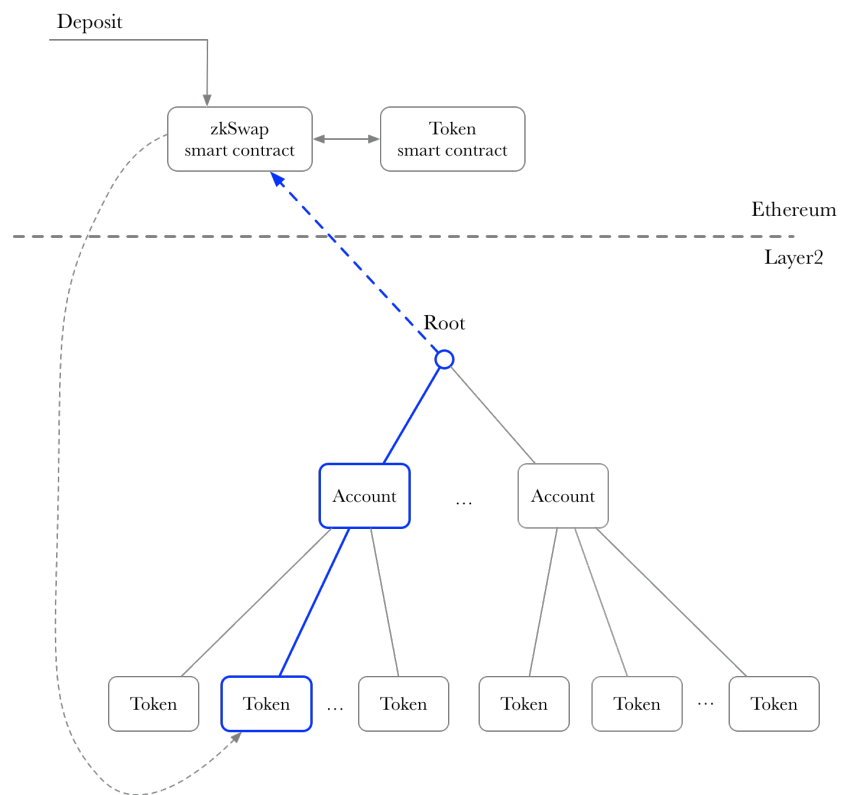 Deposit
zkSwap
smart contract
Token
smart contract
Ethereum
Layer2
Root
Account
...
Account
Token
Token
...
Token
Token
Token
...
Token